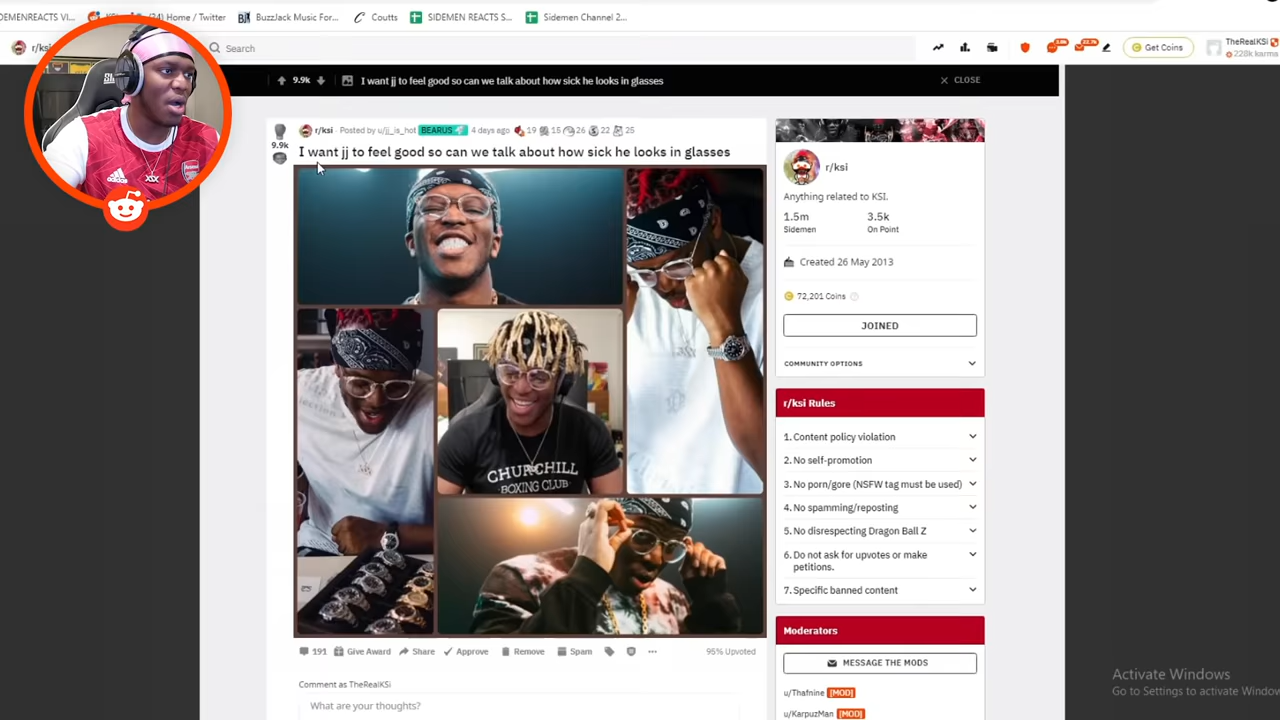 DEMENREACTS VI...
(24) Home / Twitter
BuzzJack Music For...
Coutts
SIDEMEN REACTS S...
Sidemen Channel 2...
r/ks
Search
Get Coins
TheRealKSi
228k karma
9.9k
I want jj to feel good so can we talk about how sick he looks in glasses
CLOSE
r/ksi Posted by u/jj_is_hot BEARUS 4 days ago 19 15 26 22 25
9.9k
I want jj to feel good so can we talk about how sick he looks in glasses
CHURCHILL
BOXING CLUB
191 Give Award Share Approve Remove Spam
95% Upvoted
Comment as TheRealKSi
What are your thoughts?
r/ksi
Anything related to KSI.
1.5m 3.5k
Sidemen On Point
Created 26 May 2013
72,201 Coins
JOINED
COMMUNITY OPTIONS
r/ksi Rules
1. Content policy violation
2. No self-promotion
3. No porn/gore (NSFW tag must be used)
4. No spamming/reposting
5. No disrespecting Dragon Ball Z
6. Do not ask for upvotes or make
petitions.
7. Specific banned content
Moderators
MESSAGE THE MODS
u/Thafnine [MOD]
u/KarpuzMan [MOD]
Activate Windows
Go to Settings to activate Window